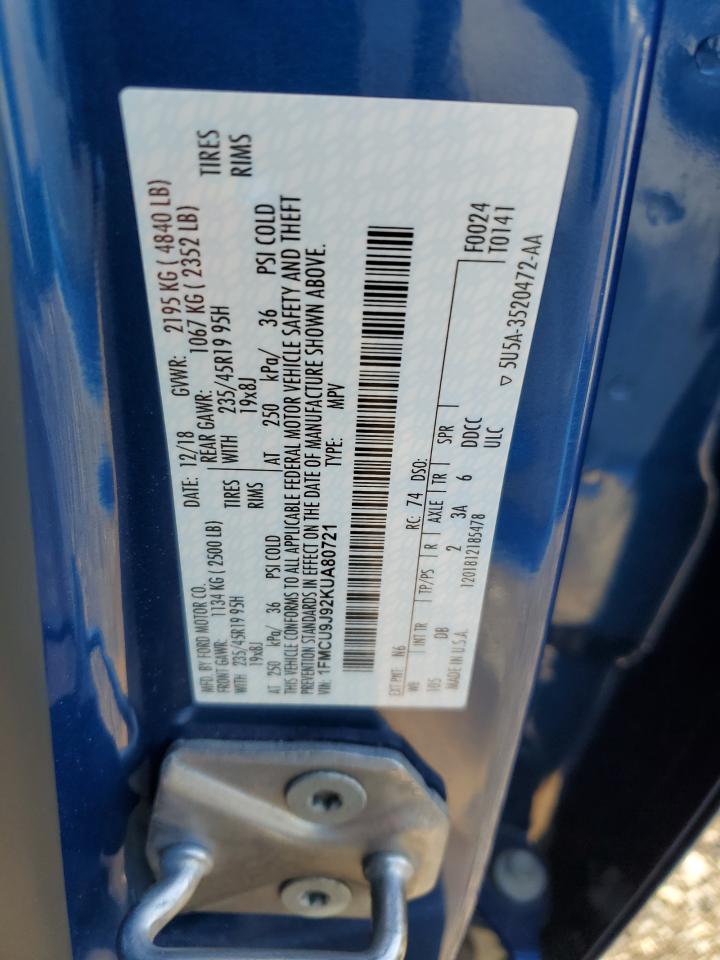 MFD. BY FORD MOTOR CO. DATE: 12/18 GVWR: 2195 KG ( 4840 LB)
FRONT GAWR: 1134 KG ( 2500 LB) REAR GAWR: 1067 KG ( 2352 LB)
WITH 235/45R19 95H TIRES WITH 235/45R19 95H TIRES
19x8J RIMS 19x8J RIMS
AT 250 kPa/ 36 PSI COLD AT 250 kPa/ 36 PSI COLD
THIS VEHICLE CONFORMS TO ALL APPLICABLE FEDERAL MOTOR VEHICLE SAFETY AND THEFT
PREVENTION STANDARDS IN EFFECT ON THE DATE OF MANUFACTURE SHOWN ABOVE.
VIN: 1FMCU9J92KUA80721 TYPE: MPV
EXT PNT: N6 RC: 74 DSO: F0024
WB INT TR TP/PS R AXLE TR SPR T0141
105 DB 2 3A 6 DDCC
MADE IN U.S.A. 1201812185478 ULC ▽ 5U5A-3520472-AA